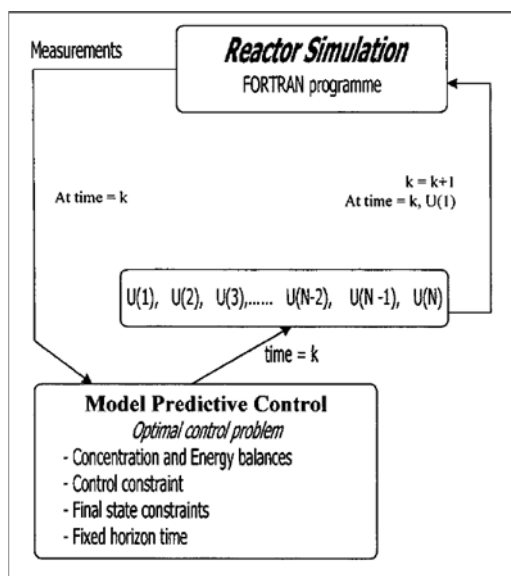 Reactor Simulation
FORTRAN programme
Measurements
At time = k
k = k+1
At time = k, U(1)
U(1), U(2), U(3),...... U(N-2), U(N -1), U(N)
time = k
Model Predictive Control
Optimal control problem
- Concentration and Energy balances
- Control constraint
- Final state constraints
- Fixed horizon time